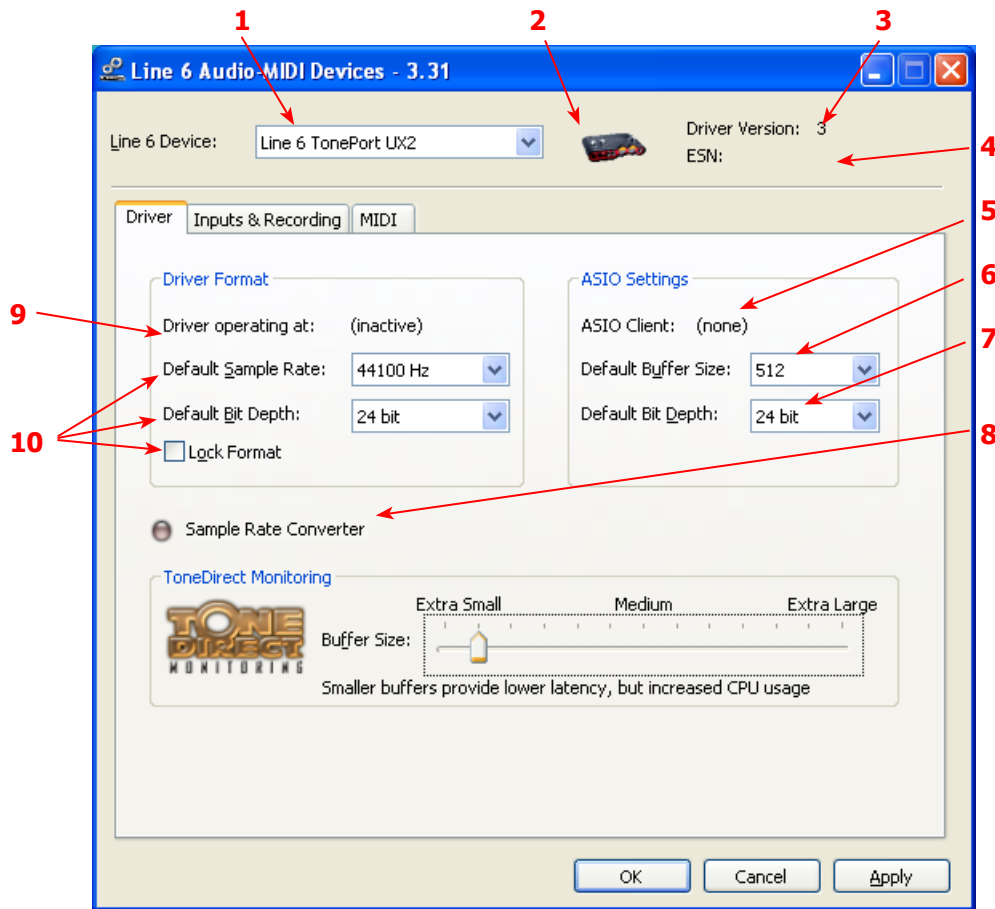 1 2 3
Line 6 Audio-MIDI Devices - 3.31
Line 6 Device: Line 6 TonePort UX2 Driver Version: 3
ESN:
4
Driver Inputs & Recording MIDI
5
Driver Format ASIO Settings
6
9
Driver operating at: (inactive) ASIO Client: (none)
7
Default Sample Rate: 44100 Hz Default Buffer Size: 512
Default Bit Depth: 24 bit Default Bit Depth: 24 bit
10
8
Lock Format
Sample Rate Converter
ToneDirect Monitoring
Extra Small Medium Extra Large
TONE
DIRECT
MONITORING
Buffer Size:
Smaller buffers provide lower latency, but increased CPU usage
OK Cancel Apply